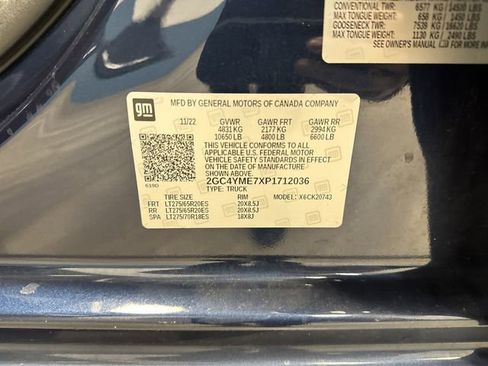 CONVENTIONAL TWR: 6577 KG / 14500 LBS
MAX TONGUE WEIGHT: 658 KG / 1450 LBS
GOOSENECK TWR: 7539 KG / 16620 LBS
MAX TONGUE WEIGHT: 1130 KG / 2490 LBS
SEE OWNER'S MANUAL FOR
gm
MFD BY GENERAL MOTORS OF CANADA COMPANY
11/22 GVWR GAWR FRT GAWR RR
4831 KG 2177 KG 2994 KG
10650 LB 4800 LB 6600 LB
THIS VEHICLE CONFORMS TO ALL
APPLICABLE U.S. FEDERAL MOTOR
VEHICLE SAFETY STANDARDS IN EFFECT
ON THE DATE OF MANUFACTURE SHOWN
ABOVE.
2GC4YME7XP1712036
TYPE: TRUCK
619D
TIRE SIZE RIM MODEL: X6CK20743
FRT LT275/65R20ES 20X8.5J
RR LT275/65R20ES 20X8.5J
SPA LT275/70R18ES 18X8J